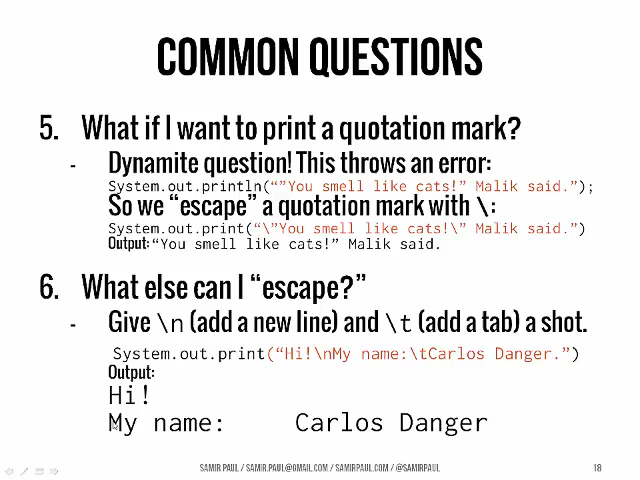 COMMON QUESTIONS
5. What if I want to print a quotation mark?
- Dynamite question! This throws an error:
System.out.println(“”You smell like cats!” Malik said.”);
So we “escape” a quotation mark with \:
System.out.print(“\”You smell like cats!\” Malik said.”)
Output: “You smell like cats!” Malik said.
6. What else can I “escape?”
- Give \n (add a new line) and \t (add a tab) a shot.
System.out.print(“Hi!\nMy name:\tCarlos Danger.”)
Output:
Hi!
My name: Carlos Danger
SAMIR PAUL / SAMIR.PAUL@GMAIL.COM / SAMIRPAUL.COM / @SAMIRPAUL 18